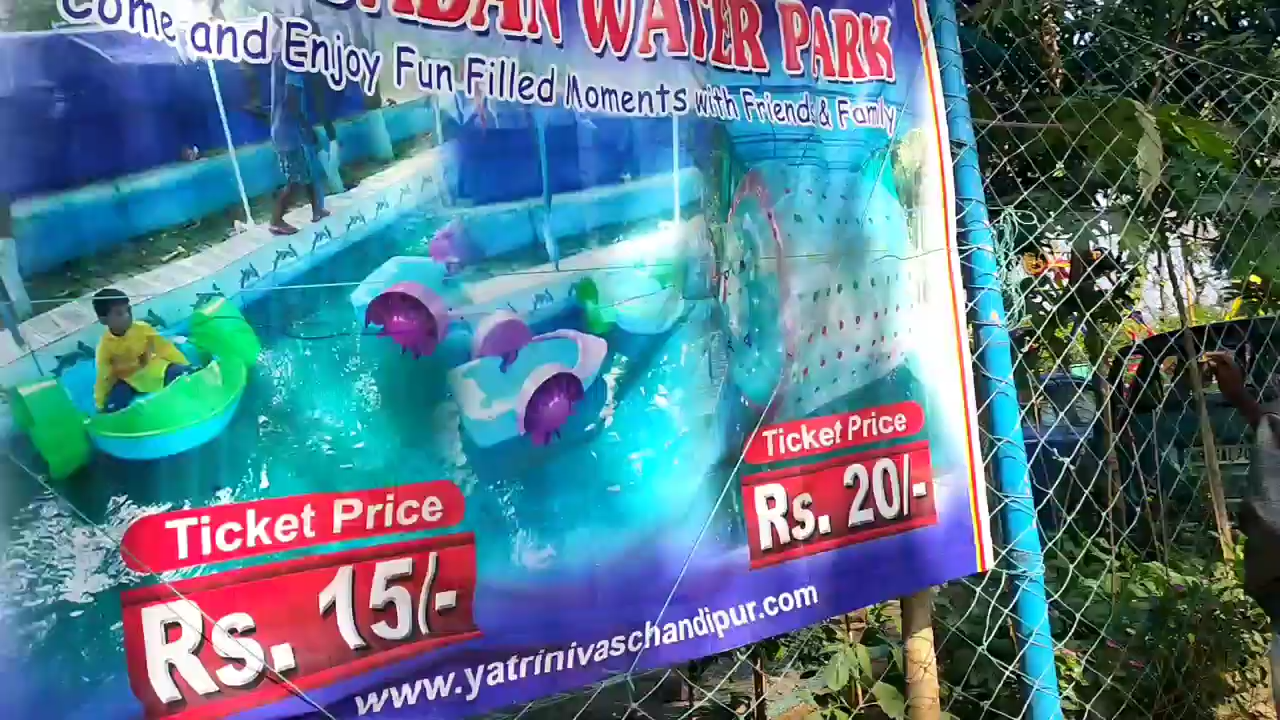 WATER PARK
Come and Enjoy Fun Filled Moments with Friends & Family
Ticket Price
Rs. 20/-
Ticket Price
Rs. 15/-
www.yatrinivaschandipur.com